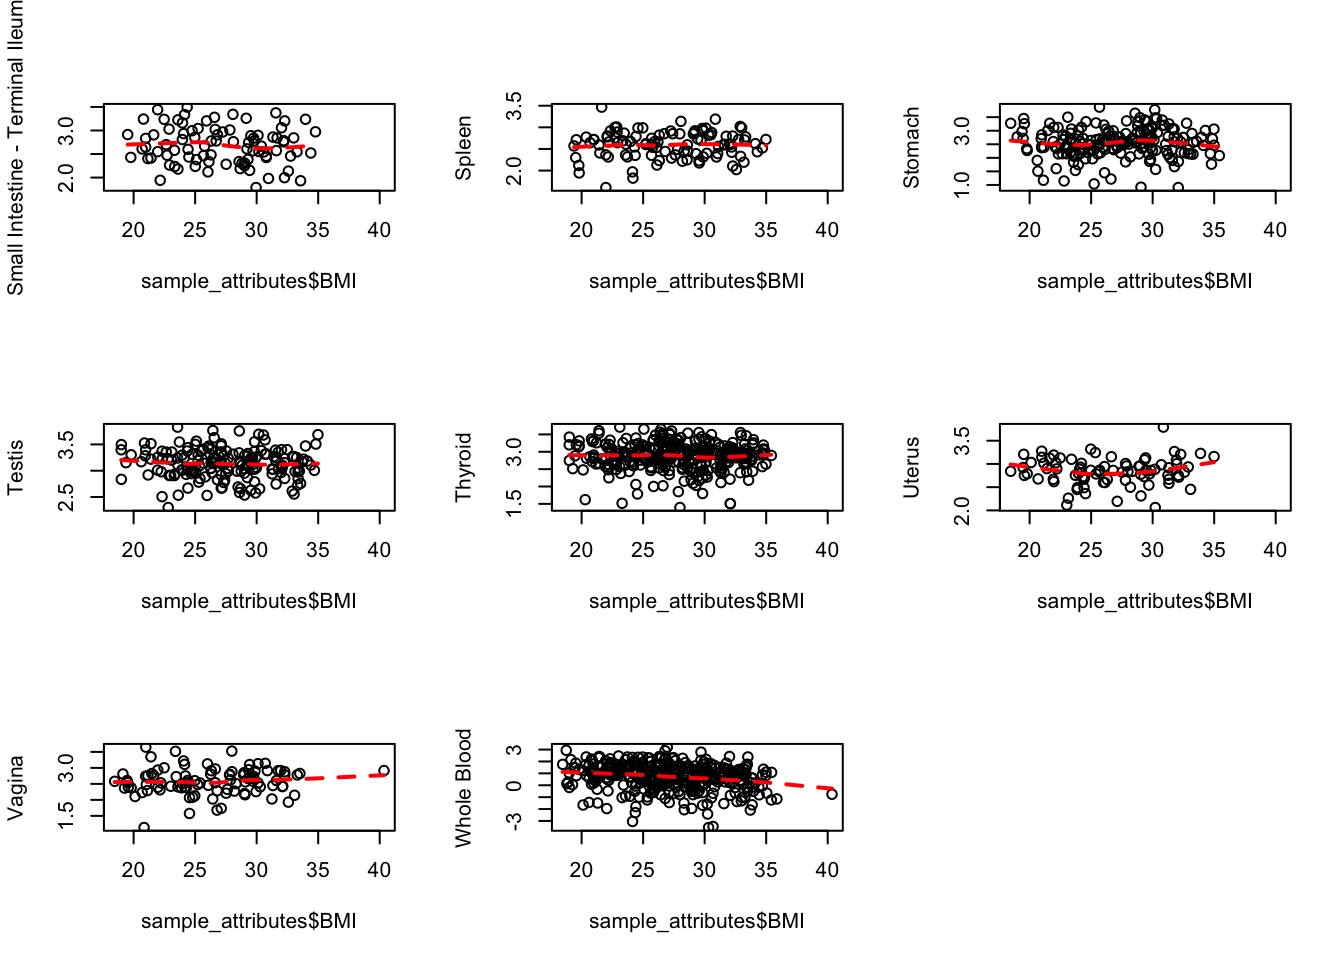 Small Intestine - Terminal Ileum
2.0 3.0
20 25 30 35 40
sample_attributes$BMI
Spleen
2.0 3.5
20 25 30 35 40
sample_attributes$BMI
Stomach
1.0 3.0
20 25 30 35 40
sample_attributes$BMI
Testis
2.5 3.5
20 25 30 35 40
sample_attributes$BMI
Thyroid
1.5 3.0
20 25 30 35 40
sample_attributes$BMI
Uterus
2.0 3.5
20 25 30 35 40
sample_attributes$BMI
Vagina
1.5 3.0
20 25 30 35 40
sample_attributes$BMI
Whole Blood
-3 0 3
20 25 30 35 40
sample_attributes$BMI